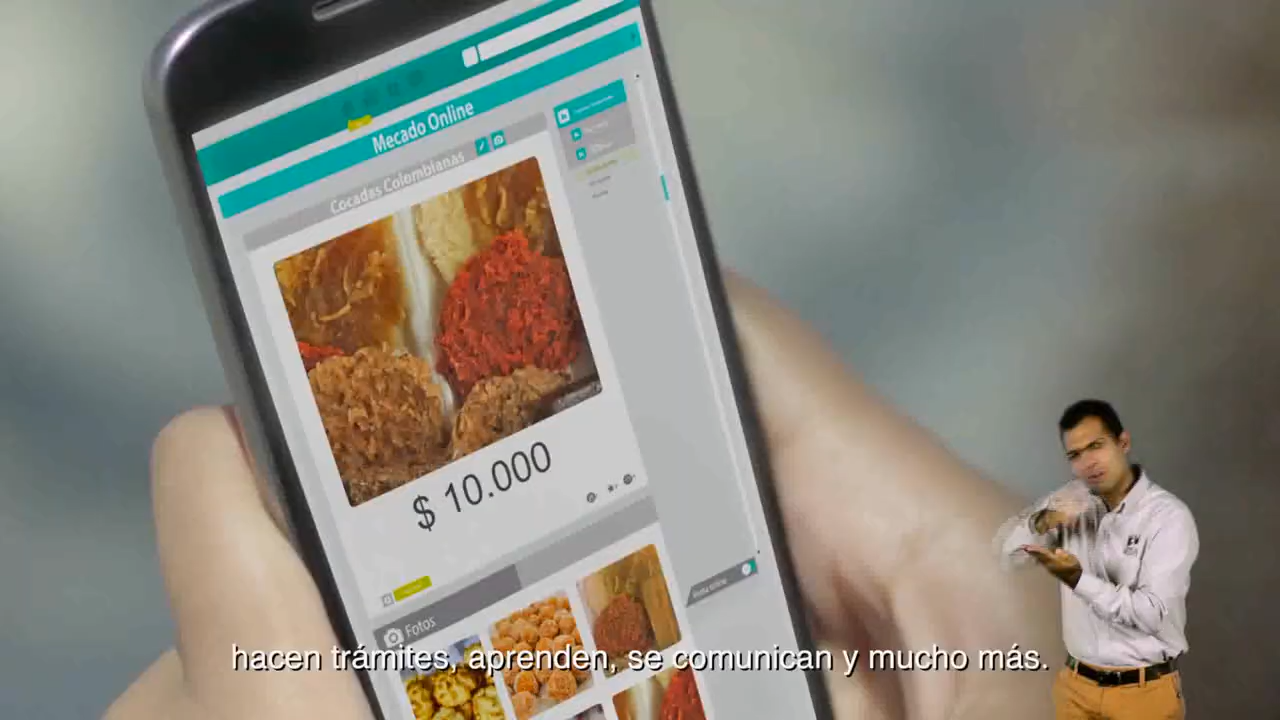 Mecado Online
Cocadas Colombianas
$ 10.000
Fotos
hacen trámites, aprenden, se comunican y mucho más.